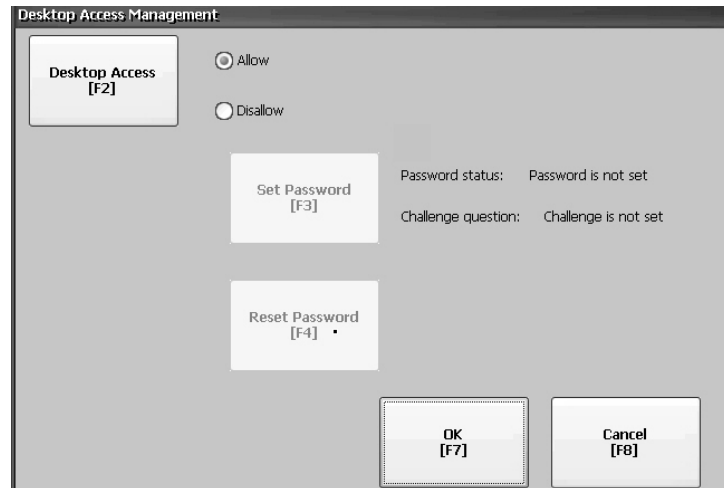 Desktop Access Management
Desktop Access
[F2]
Allow
Disallow
Set Password
[F3]
Password status: Password is not set
Challenge question: Challenge is not set
Reset Password
[F4]
OK
[F7]
Cancel
[F8]